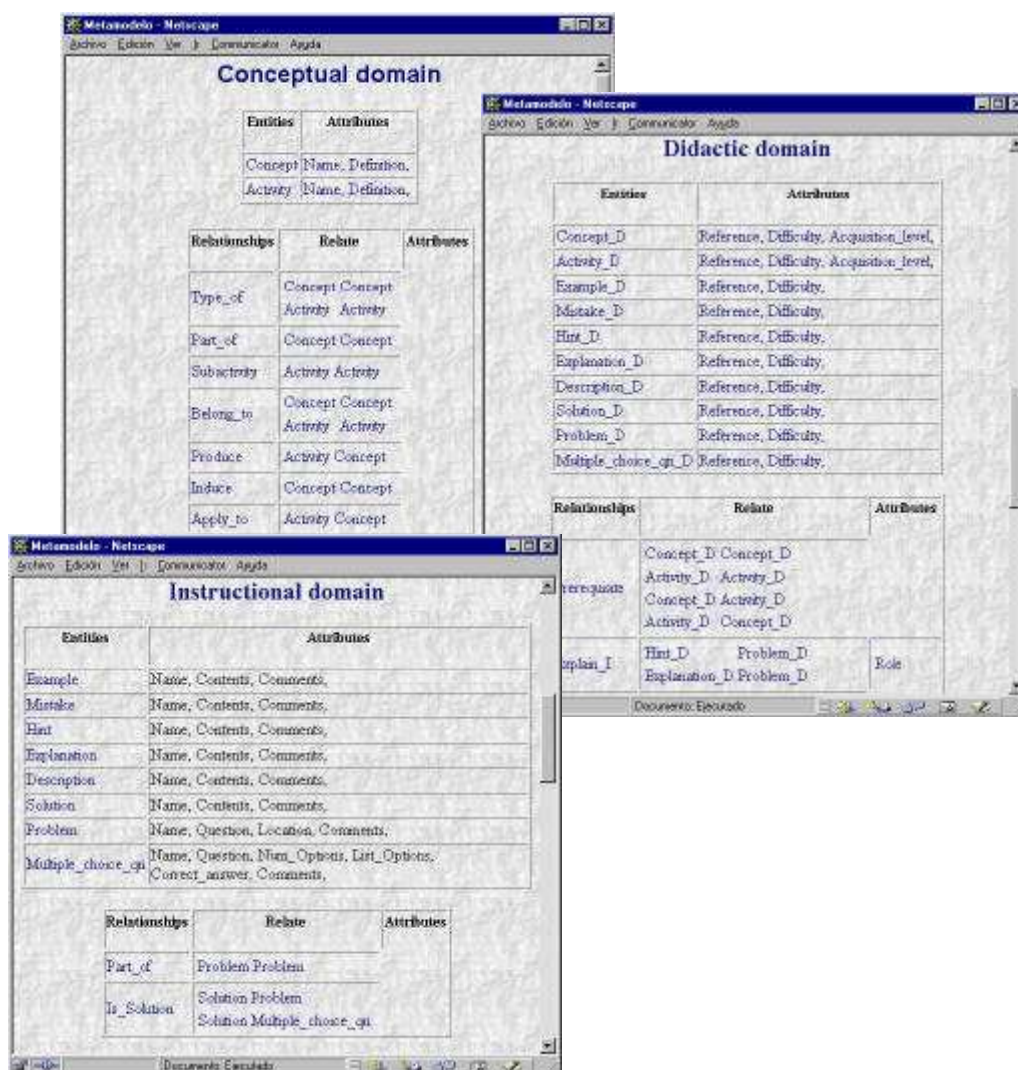 Metamodelo - Netscape
Archivo Edición Ver Ir Communicator Ayuda
Conceptual domain
Entities Attributes
Concept Name, Definition,
Activity Name, Definition,
Relationships Relate Attributes
Type_of Concept Concept
Activity Activity
Part_of Concept Concept
Subactivity Activity Activity
Belong_to Concept Concept
Activity Activity
Produce Activity Concept
Induce Concept Concept
Apply_to Activity Concept
Metamodelo - Netscape
Archivo Edición Ver Ir Communicator Ayuda
Didactic domain
Entities Attributes
Concept_D Reference, Difficulty, Acquisition_level,
Activity_D Reference, Difficulty, Acquisition_level,
Example_D Reference, Difficulty,
Mistake_D Reference, Difficulty,
Hint_D Reference, Difficulty,
Explanation_D Reference, Difficulty,
Description_D Reference, Difficulty,
Solution_D Reference, Difficulty,
Problem_D Reference, Difficulty,
Multiple_choice_qn_D Reference, Difficulty,
Relationships Relate Attributes
rerequisite Concept_D Concept_D
Activity_D Activity_D
Concept_D Activity_D
Activity_D Concept_D
xplain_I Hint_D Problem_D Role
Explanation_D Problem_D
Documento: Ejecutado
Metamodelo - Netscape
Archivo Edición Ver Ir Communicator Ayuda
Instructional domain
Entities Attributes
Example Name, Contents, Comments,
Mistake Name, Contents, Comments,
Hint Name, Contents, Comments,
Explanation Name, Contents, Comments,
Description Name, Contents, Comments,
Solution Name, Contents, Comments,
Problem Name, Question, Location, Comments,
Multiple_choice_qn Name, Question, Num_Options, List_Options,
Correct_answer, Comments,
Relationships Relate Attributes
Part_of Problem Problem
Is_Solution Solution Problem
Solution Multiple_choice_qn
Documento: Ejecutado